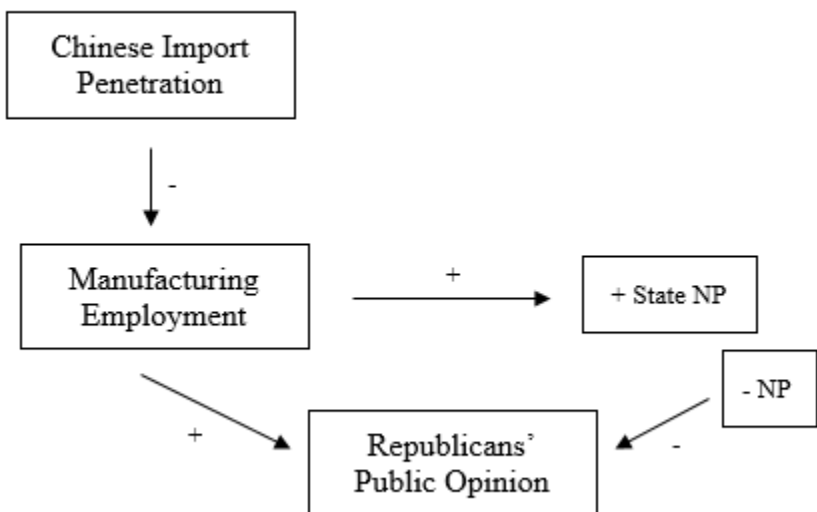 Chinese Import
Penetration
-
Manufacturing
Employment
+
+ State NP
- NP
+
-
Republicans’
Public Opinion